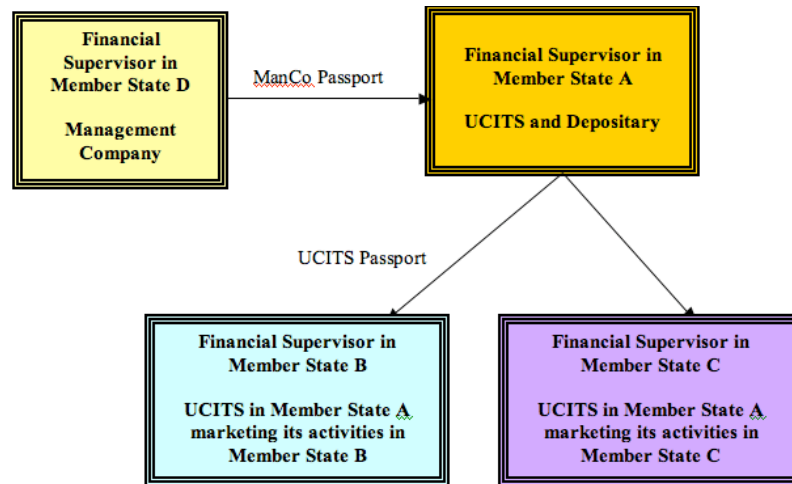 Financial
Supervisor in
Member State D
Management
Company
ManCo Passport
Financial Supervisor in
Member State A
UCITS and Depositary
UCITS Passport
Financial Supervisor in
Member State B
UCITS in Member State A
marketing its activities in
Member State B
Financial Supervisor in
Member State C
UCITS in Member State A
marketing its activities in
Member State C